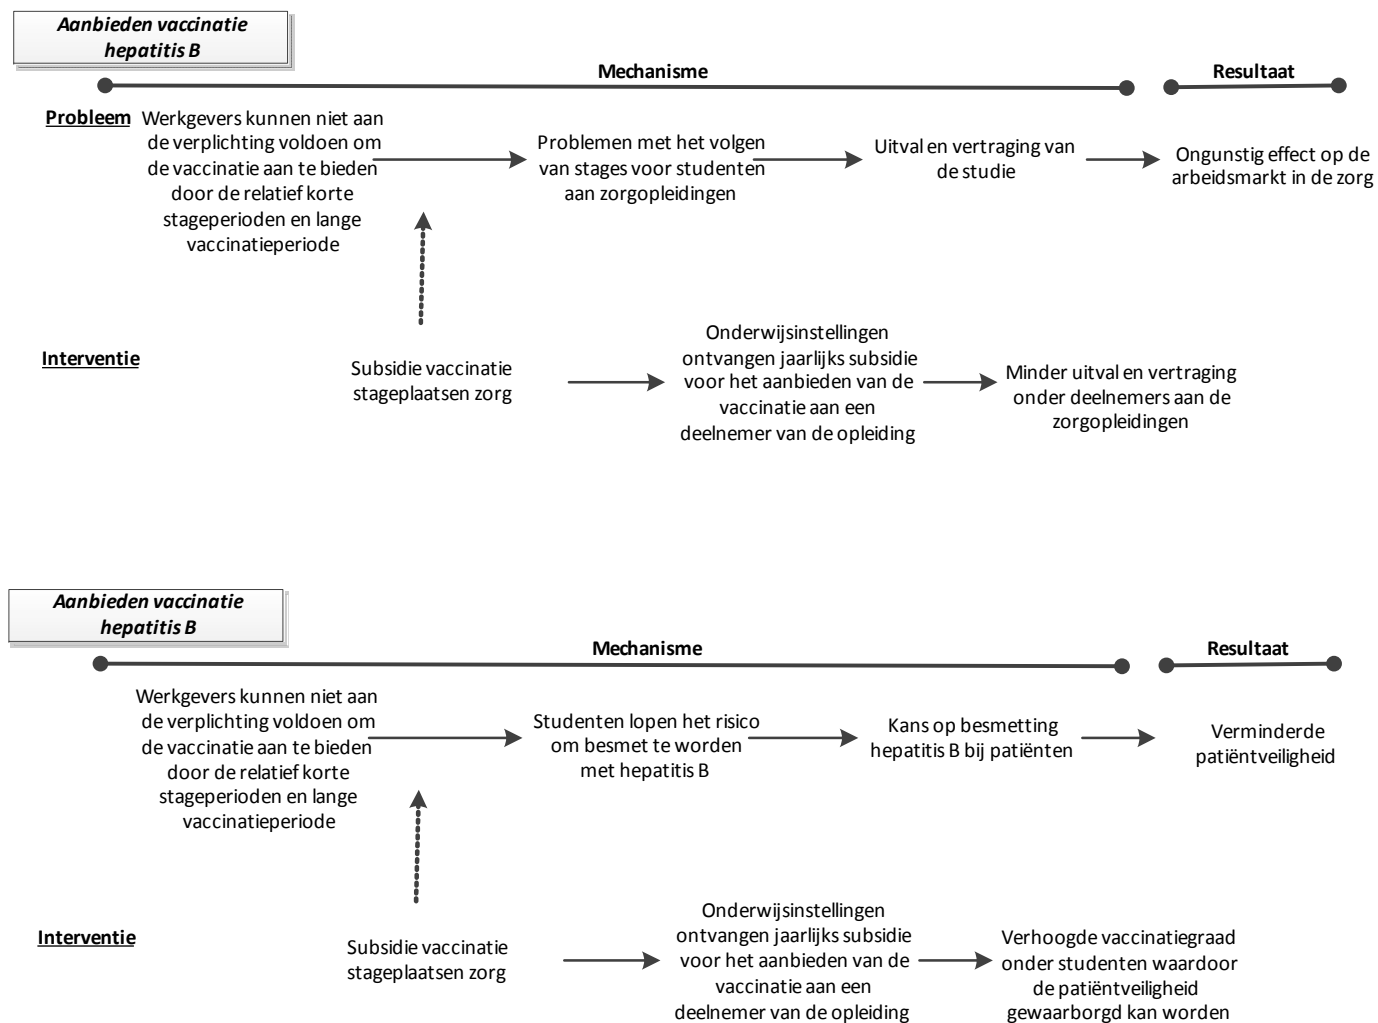 Aanbieden vaccinatie
hepatitis B
Mechanisme
Resultaat
Probleem
Werkgevers kunnen niet aan
de verplichting voldoen om
de vaccinatie aan te bieden
door de relatief korte
stageperioden en lange
vaccinatieperiode
Problemen met het volgen
van stages voor studenten
aan zorgopleidingen
Uitval en vertraging van
de studie
Ongunstig effect op de
arbeidsmarkt in de zorg
Interventie
Subsidie vaccinatie
stageplaatsen zorg
Onderwijsinstellingen
ontvangen jaarlijks subsidie
voor het aanbieden van de
vaccinatie aan een
deelnemer van de opleiding
Minder uitval en vertraging
onder deelnemers aan de
zorgopleidingen
Aanbieden vaccinatie
hepatitis B
Mechanisme
Resultaat
Werkgevers kunnen niet aan
de verplichting voldoen om
de vaccinatie aan te bieden
door de relatief korte
stageperioden en lange
vaccinatieperiode
Studenten lopen het risico
om besmet te worden
met hepatitis B
Kans op besmetting
hepatitis B bij patiënten
Verminderde
patiëntveiligheid
Interventie
Subsidie vaccinatie
stageplaatsen zorg
Onderwijsinstellingen
ontvangen jaarlijks subsidie
voor het aanbieden van de
vaccinatie aan een
deelnemer van de opleiding
Verhoogde vaccinatiegraad
onder studenten waardoor
de patiëntveiligheid
gewaarborgd kan worden